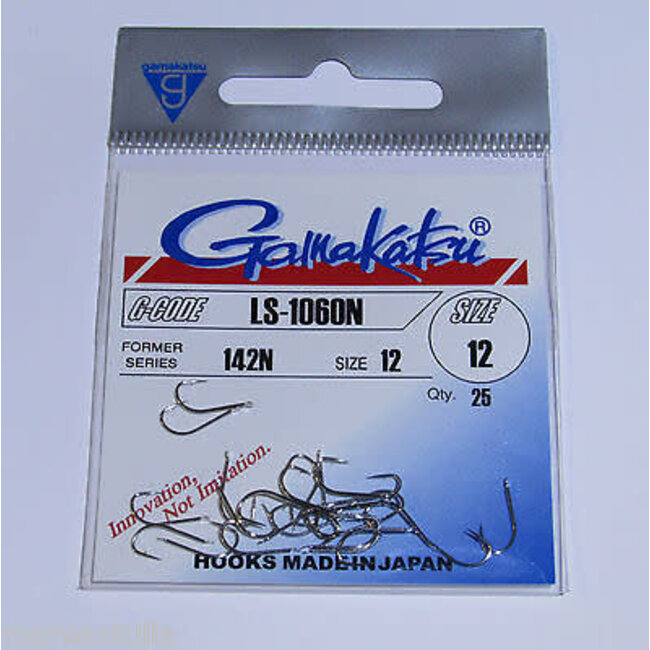 gamakatsu
Gamakatsu®
G-CODE LS-1060N SIZE
FORMER SERIES 142N SIZE 12 12
Qty. 25
Innovation,
Not Imitation.
HOOKS MADE IN JAPAN